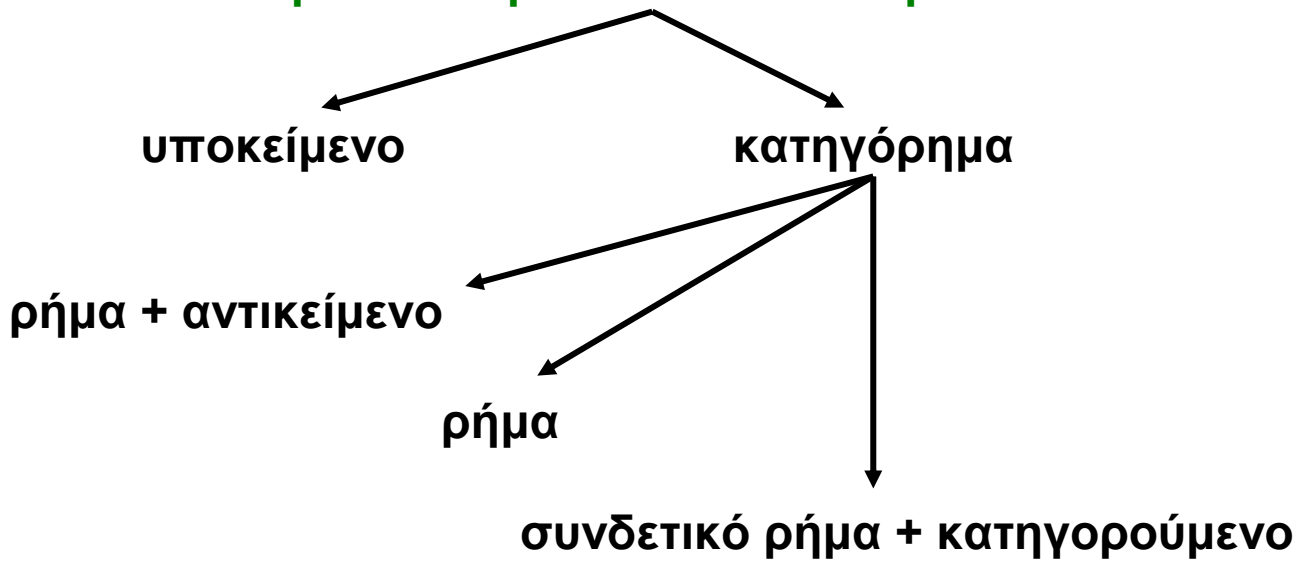 υποκείμενο κατηγόρημα
ρήμα + αντικείμενο
ρήμα
συνδετικό ρήμα + κατηγορούμενο